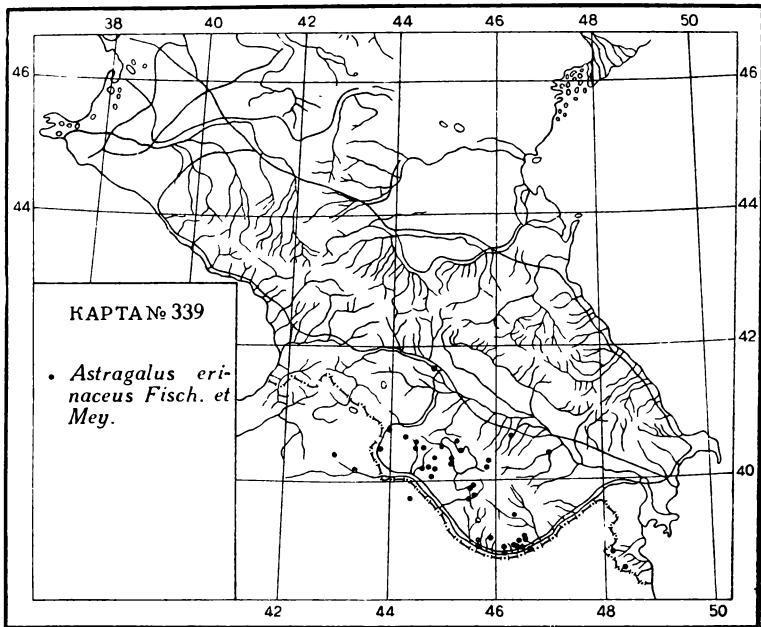 38 40 42 44 46 48 50
46 46
44 44
КАРТА № 339
42
• Astragalus eri-
naceus Fisch. et
Mey.
40 40
42 44 46 48 50